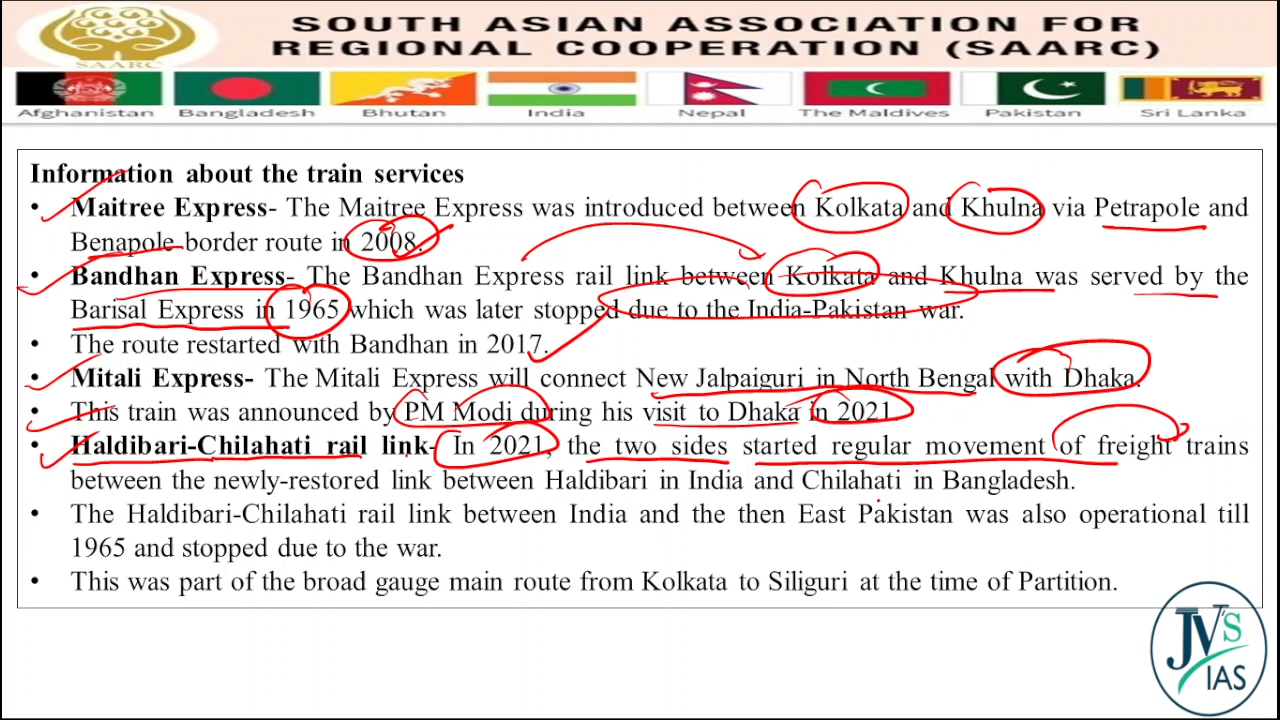 SOUTH ASIAN ASSOCIATION FOR
REGIONAL COOPERATION (SAARC)
SAARC
Afghanistan Bangladesh Bhutan India Nepal The Maldives Pakistan Sri Lanka
Information about the train services
• Maitree Express- The Maitree Express was introduced between Kolkata and Khulna via Petrapole and
Benapole border route in 2008.
• Bandhan Express- The Bandhan Express rail link between Kolkata and Khulna was served by the
Barisal Express in 1965 which was later stopped due to the India-Pakistan war.
• The route restarted with Bandhan in 2017.
• Mitali Express- The Mitali Express will connect New Jalpaiguri in North Bengal with Dhaka.
• This train was announced by PM Modi during his visit to Dhaka in 2021
• Haldibari-Chilahati rail link- In 2021, the two sides started regular movement of freight trains
between the newly-restored link between Haldibari in India and Chilahati in Bangladesh.
• The Haldibari-Chilahati rail link between India and the then East Pakistan was also operational till
1965 and stopped due to the war.
• This was part of the broad gauge main route from Kolkata to Siliguri at the time of Partition.
JV'S
IAS